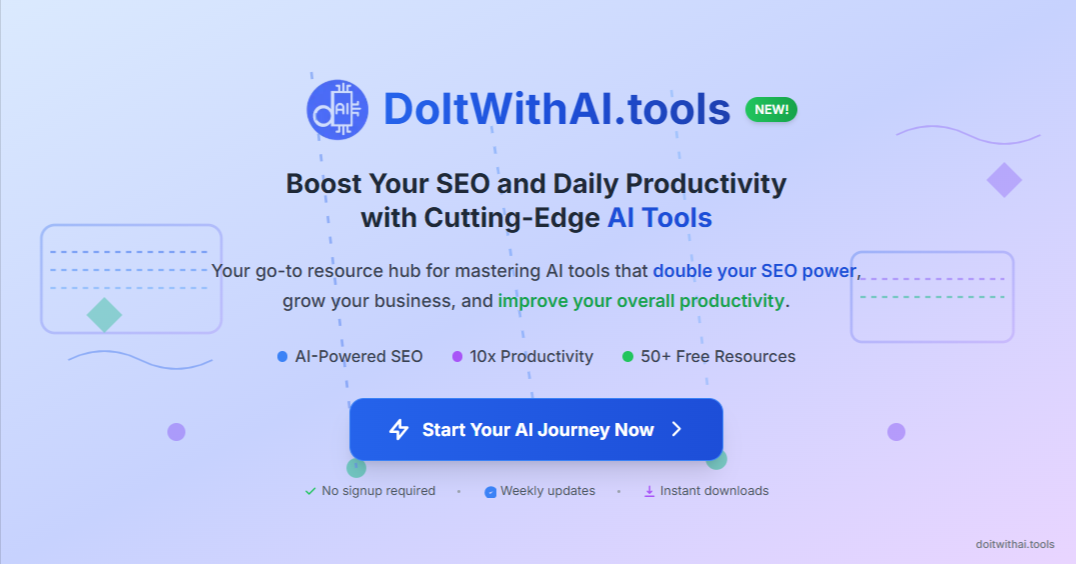 AI
DoItWithAI.tools
NEW!
Boost Your SEO and Daily Productivity
with Cutting-Edge AI Tools
Your go-to resource hub for mastering AI tools that double your SEO power,
grow your business, and improve your overall productivity.
AI-Powered SEO
10x Productivity
50+ Free Resources
Start Your AI Journey Now
No signup required
Weekly updates
Instant downloads
doitwithai.tools